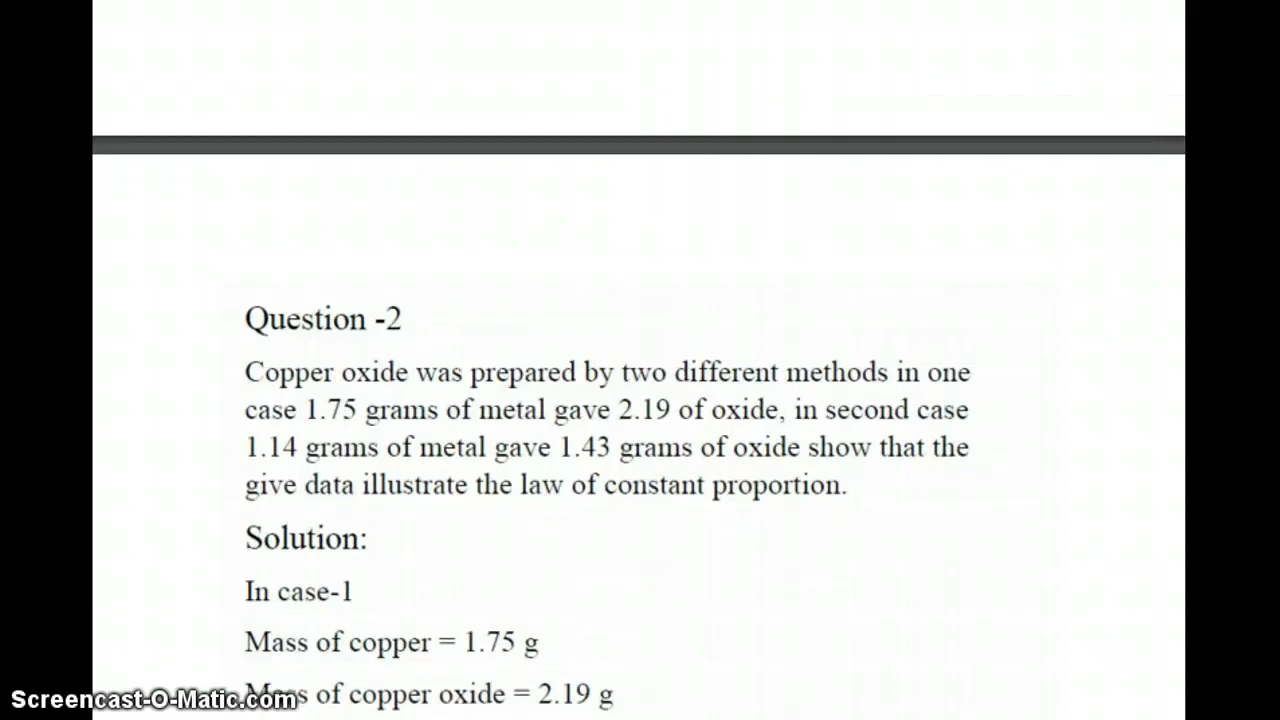 Question -2
Copper oxide was prepared by two different methods in one
case 1.75 grams of metal gave 2.19 of oxide, in second case
1.14 grams of metal gave 1.43 grams of oxide show that the
give data illustrate the law of constant proportion.
Solution:
In case-1
Mass of copper = 1.75 g
Mass of copper oxide = 2.19 g
Screencast-O-Matic.com